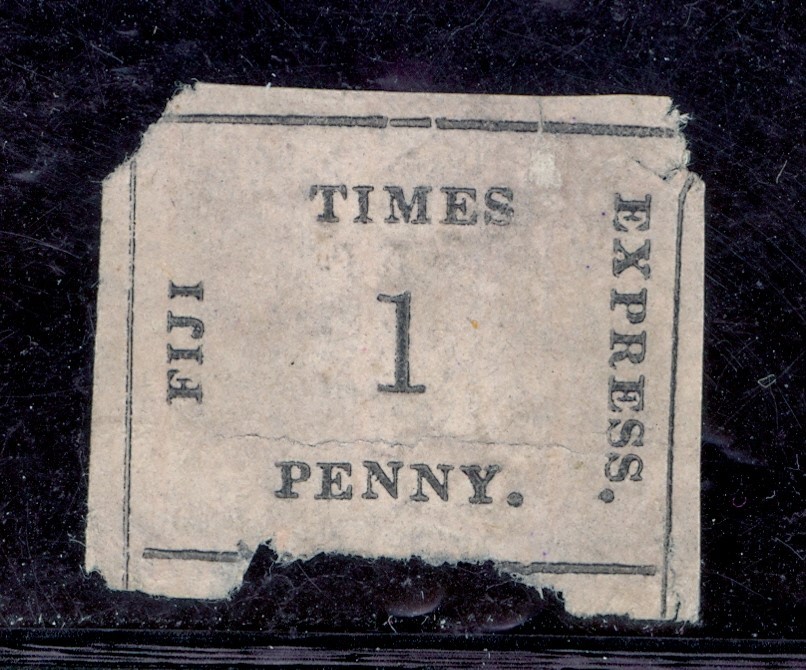 FIJI
TIMES
EXPRESS.
1
PENNY.